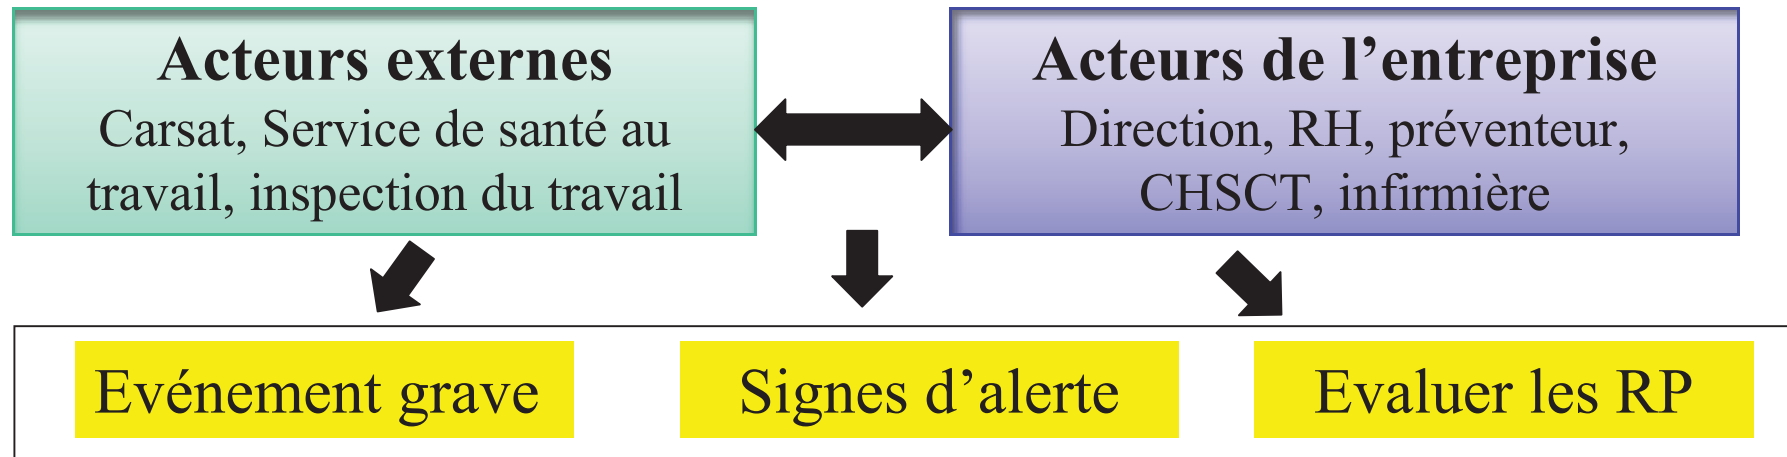 Acteurs externes
Carsat, Service de santé au
travail, inspection du travail
Acteurs de l’entreprise
Direction, RH, préventeur,
CHSCT, infirmière
Evénement grave
Signes d’alerte
Evaluer les RP